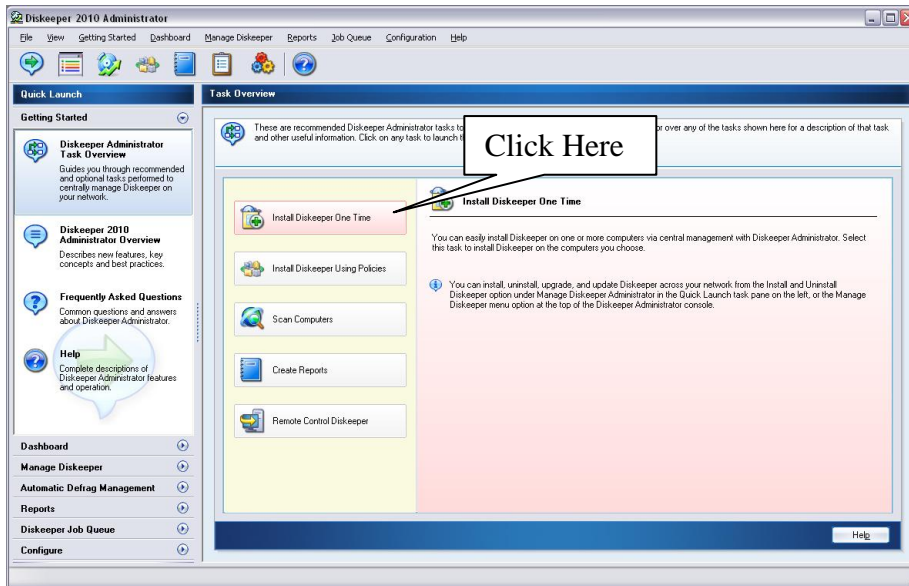 Diskeeper 2010 Administrator
File View Getting Started Dashboard Manage Diskeeper Reports Job Queue Configuration Help
Quick Launch
Getting Started
Diskeeper Administrator
Task Overview
Guides you through recommended
and optional tasks performed to
centrally manage Diskeeper on
your network.
Diskeeper 2010
Administrator Overview
Describes new features, key
concepts and best practices.
Frequently Asked Questions
Common questions and answers
about Diskeeper Administrator.
Help
Complete descriptions of
Diskeeper Administrator features
and operation.
Dashboard
Manage Diskeeper
Automatic Defrag Management
Reports
Diskeeper Job Queue
Configure
Task Overview
These are recommended Diskeeper Administrator tasks to
or over any of the tasks shown here for a description of that task
and other useful information. Click on any task to launch
Click Here
Install Diskeeper One Time
Install Diskeeper Using Policies
Scan Computers
Create Reports
Remote Control Diskeeper
Install Diskeeper One Time
You can easily install Diskeeper on one or more computers via central management with Diskeeper Administrator. Select
this task to install Diskeeper on the computers you choose.
You can install, uninstall, upgrade, and update Diskeeper across your network from the Install and Uninstall
Diskeeper option under Manage Diskeeper Administrator in the Quick Launch task pane on the left, or the Manage
Diskeeper menu option at the top of the Diskeeper Administrator console.
Help